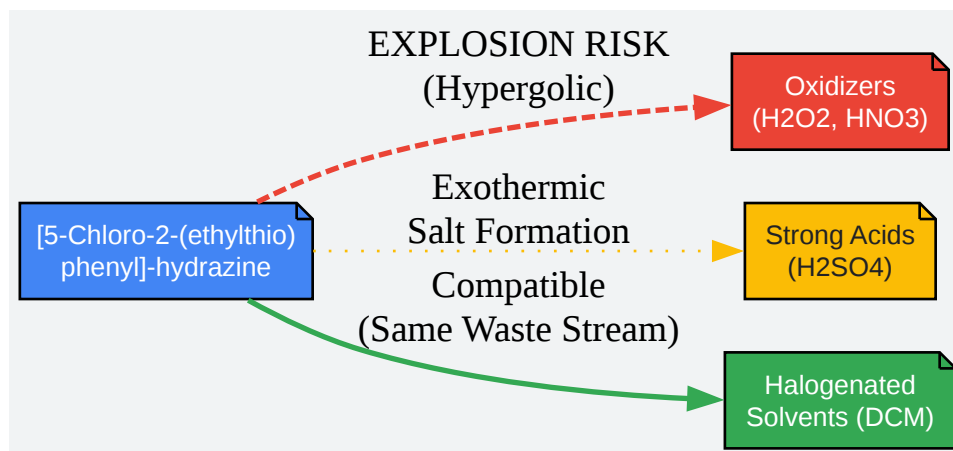 EXPLOSION RISK
(Hypergolic)
Oxidizers
(H2O2, HNO3)
[5-Chloro-2-(ethylthio)
phenyl]-hydrazine
Exothermic
Salt Formation
Strong Acids
(H2SO4)
Compatible
(Same Waste Stream)
Halogenated
Solvents (DCM)